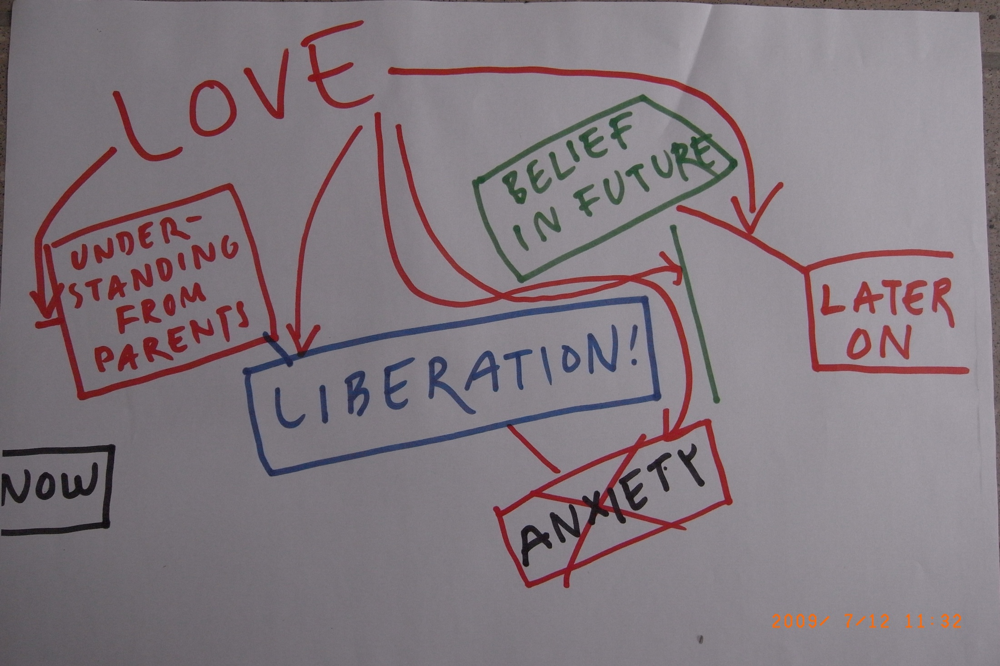 LOVE
BELIEF
IN FUTURE
UNDER-
STANDING
FROM
PARENTS
LATER
ON
LIBERATION!
NOW
ANXIETY
2009/ 7/12 11:32